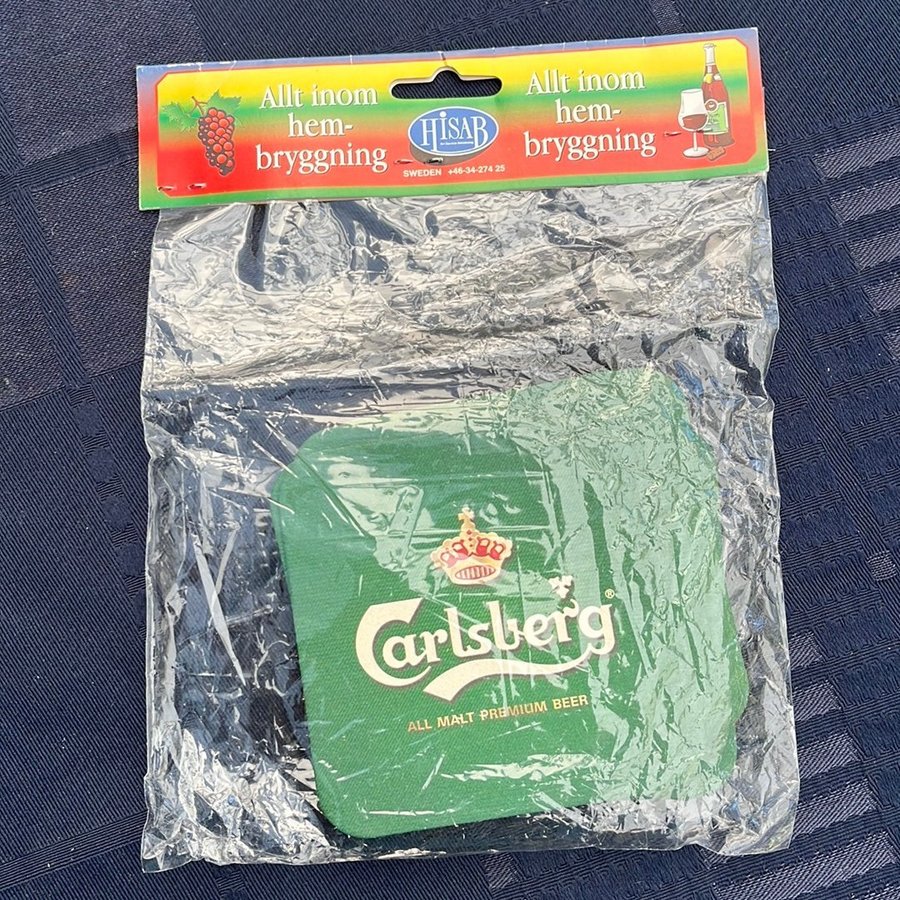 Allt inom
hem-
bryggning
HiSAB
SWEDEN +46-34-274 25
Allt inom
hem-
bryggning
Carlsberg®
ALL MALT PREMIUM BEER